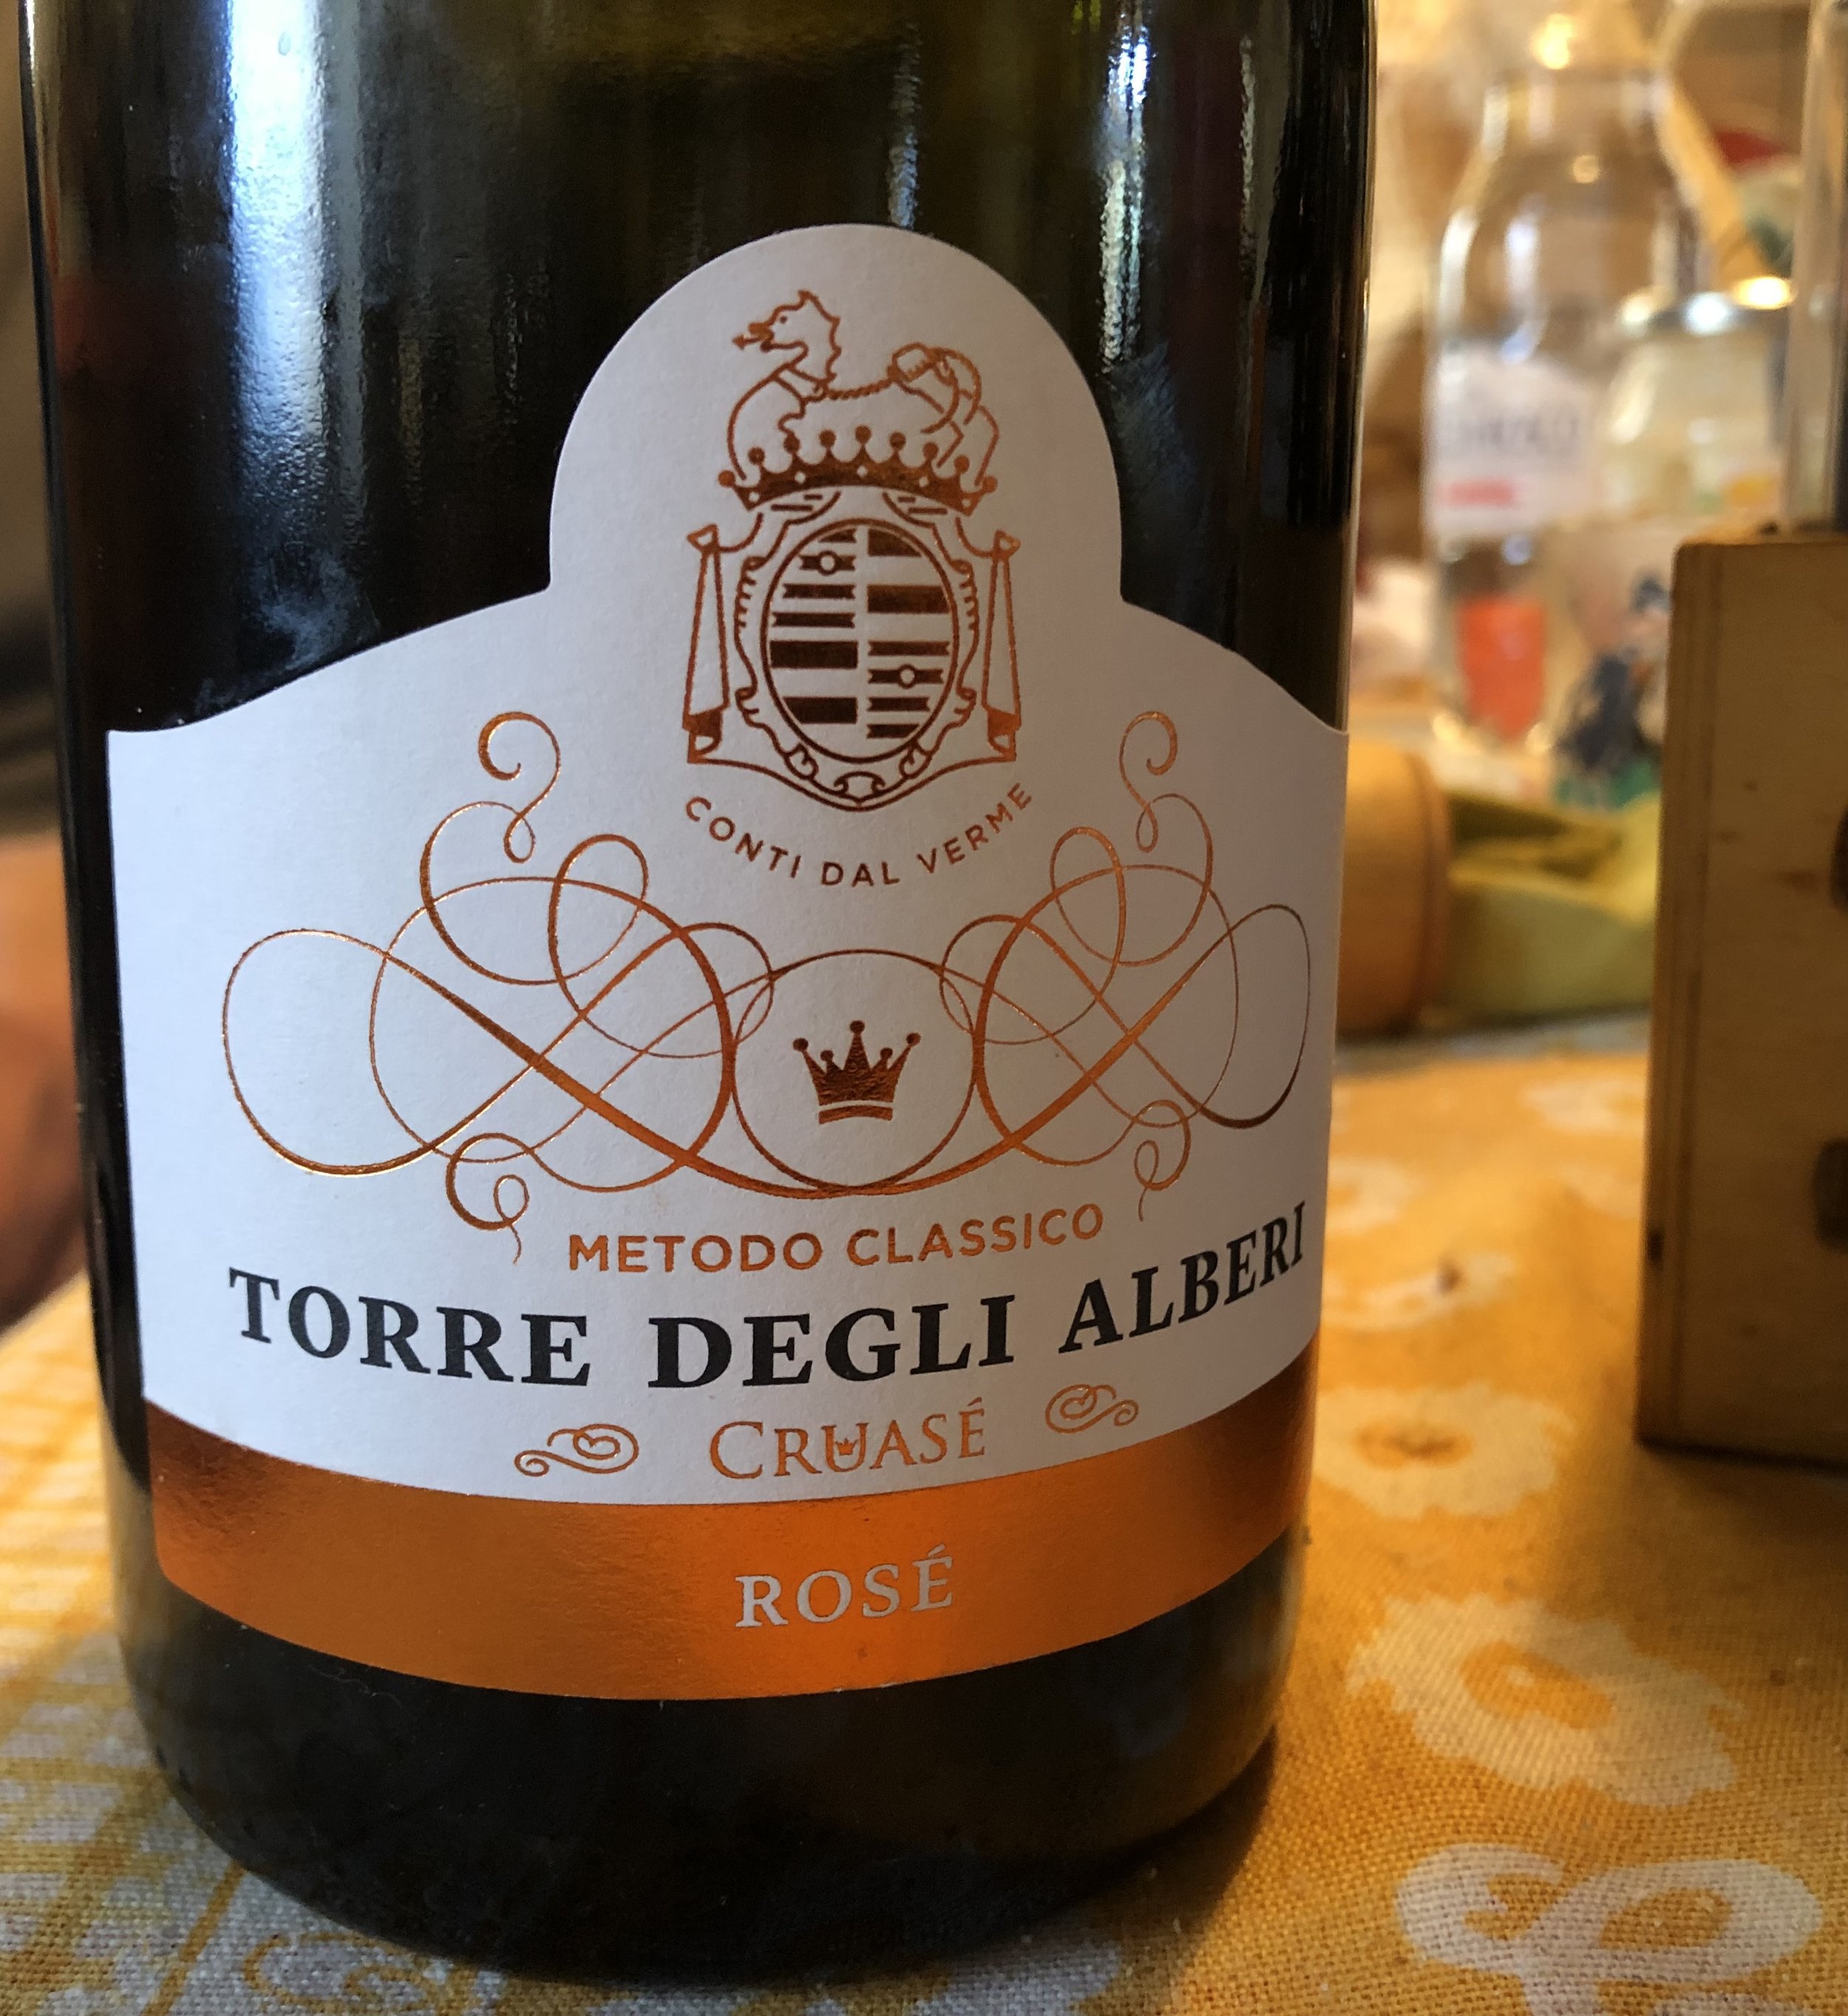 CONTI DAL VERME
METODO CLASSICO
TORRE DEGLI ALBERI
CRUASÉ
ROSÉ